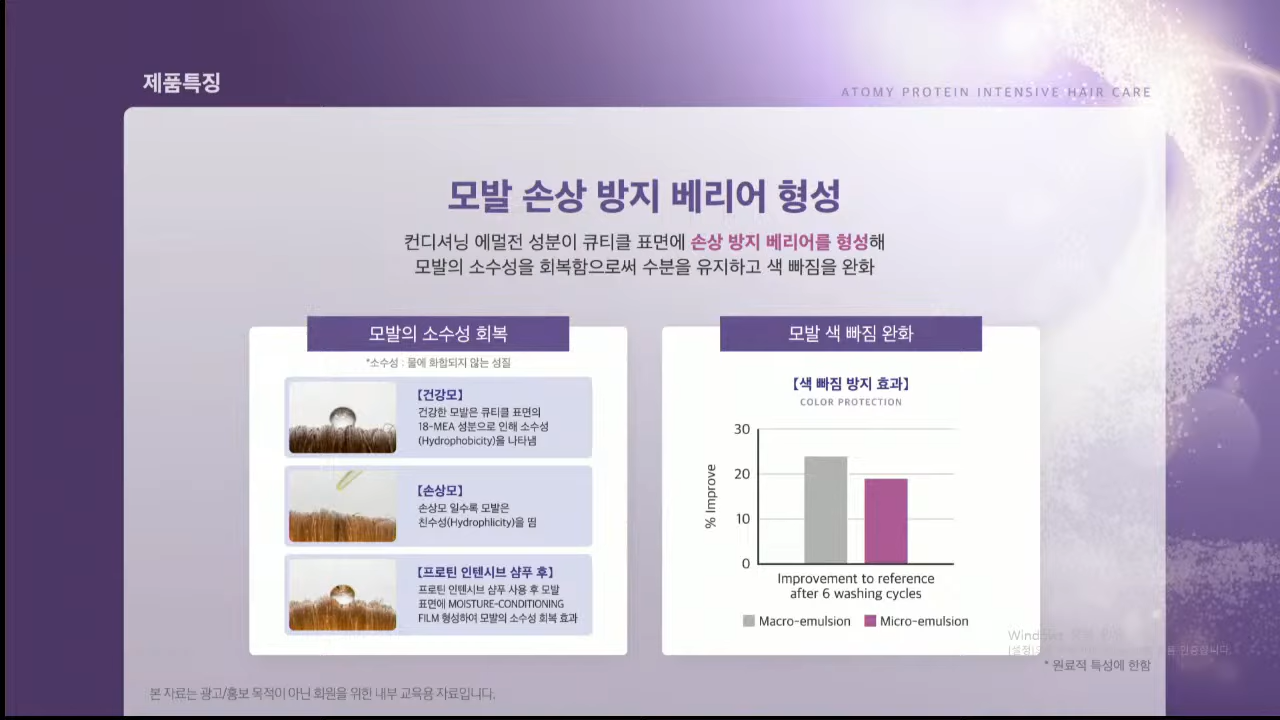 제품특징
ATOMY PROTEIN INTENSIVE HAIR CARE
모발 손상 방지 베리어 형성
컨디셔닝 에멀전 성분이 큐티클 표면에 손상 방지 베리어를 형성해
모발의 소수성을 회복함으로써 수분을 유지하고 색 빠짐을 완화
모발의 소수성 회복
*소수성 : 물에 화합되지 않는 성질
【건강모】
건강한 모발은 큐티클 표면의
18-MEA 성분으로 인해 소수성
(Hydrophobicity)을 나타냄
【손상모】
손상모 일수록 모발은
친수성(Hydrophlicity)을 띰
【프로틴 인텐시브 샴푸 후】
프로틴 인텐시브 샴푸 사용 후 모발
표면에 MOISTURE-CONDITIONING
FILM 형성하여 모발의 소수성 회복 효과
모발 색 빠짐 완화
【색 빠짐 방지 효과】
COLOR PROTECTION
% Improve
30
20
10
0
Improvement to reference
after 6 washing cycles
Macro-emulsion
Micro-emulsion
Windows
* 원료적 특성에 한함
본 자료는 광고/홍보 목적이 아닌 회원을 위한 내부 교육용 자료입니다.